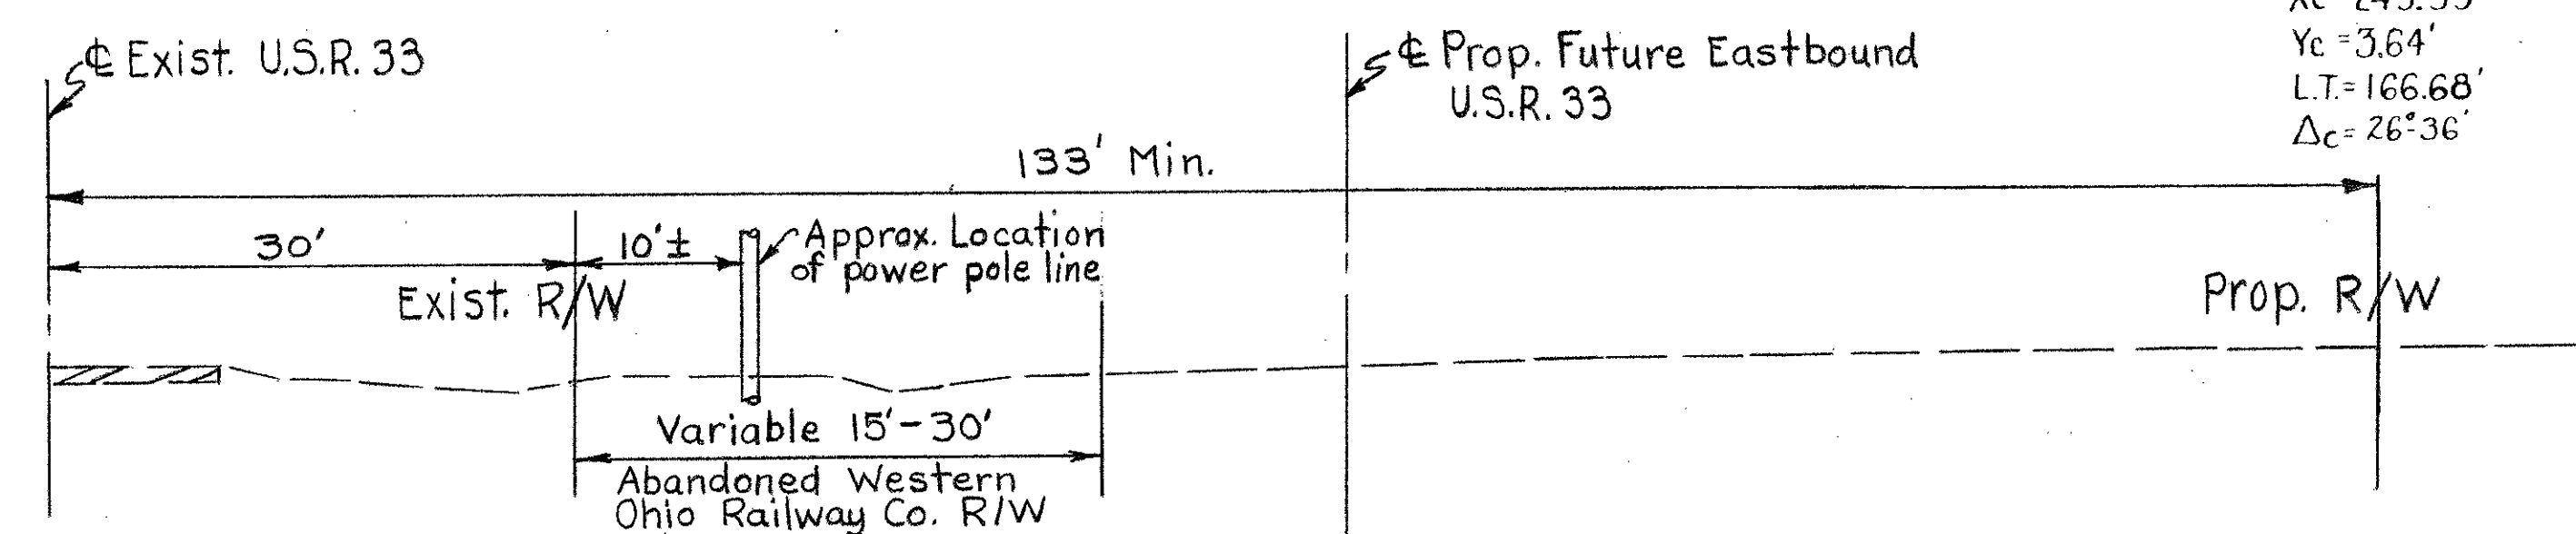 ℄ Exist. U.S.R. 33
℄ Prop. Future Eastbound
U.S.R. 33
Yc = 3.64'
L.T. = 166.68'
Δc = 26°-36'
133' Min.
30'
10'±
Approx. Location
of power pole line
Exist. R/W
Prop. R/W
Variable 15'-30'
Abandoned Western
Ohio Railway Co. R/W